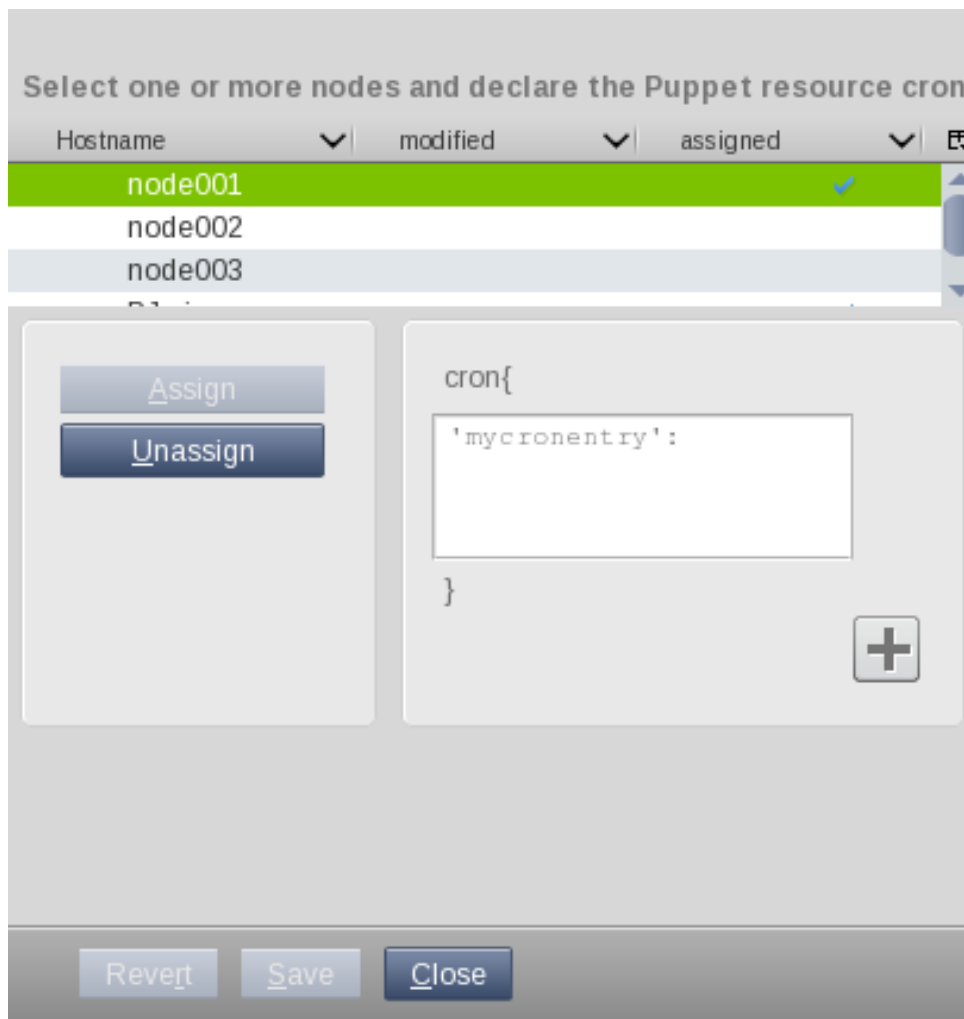 Select one or more nodes and declare the Puppet resource cron
Hostname modified assigned
node001
node002
node003
Assign
Unassign
cron{
'mycronentry':
}
Revert Save Close